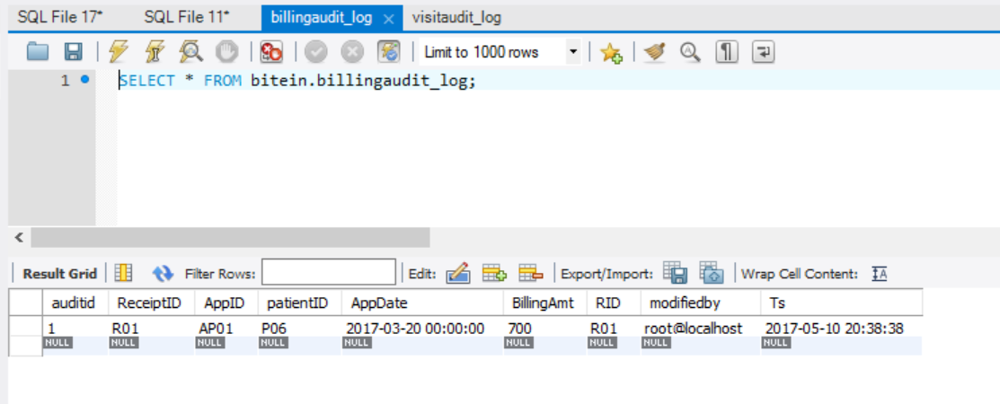 SQL File 17* SQL File 11* billingaudit_log × visitaudit_log
Limit to 1000 rows
1 SELECT * FROM bitein.billingaudit_log;
Result Grid Filter Rows: Edit: Export/Import: Wrap Cell Content:
auditid ReceiptID AppID patientID AppDate BillingAmt RID modifiedby Ts
1 R01 AP01 P06 2017-03-20 00:00:00 700 R01 root@localhost 2017-05-10 20:38:38
NULL NULL NULL NULL NULL NULL NULL NULL NULL